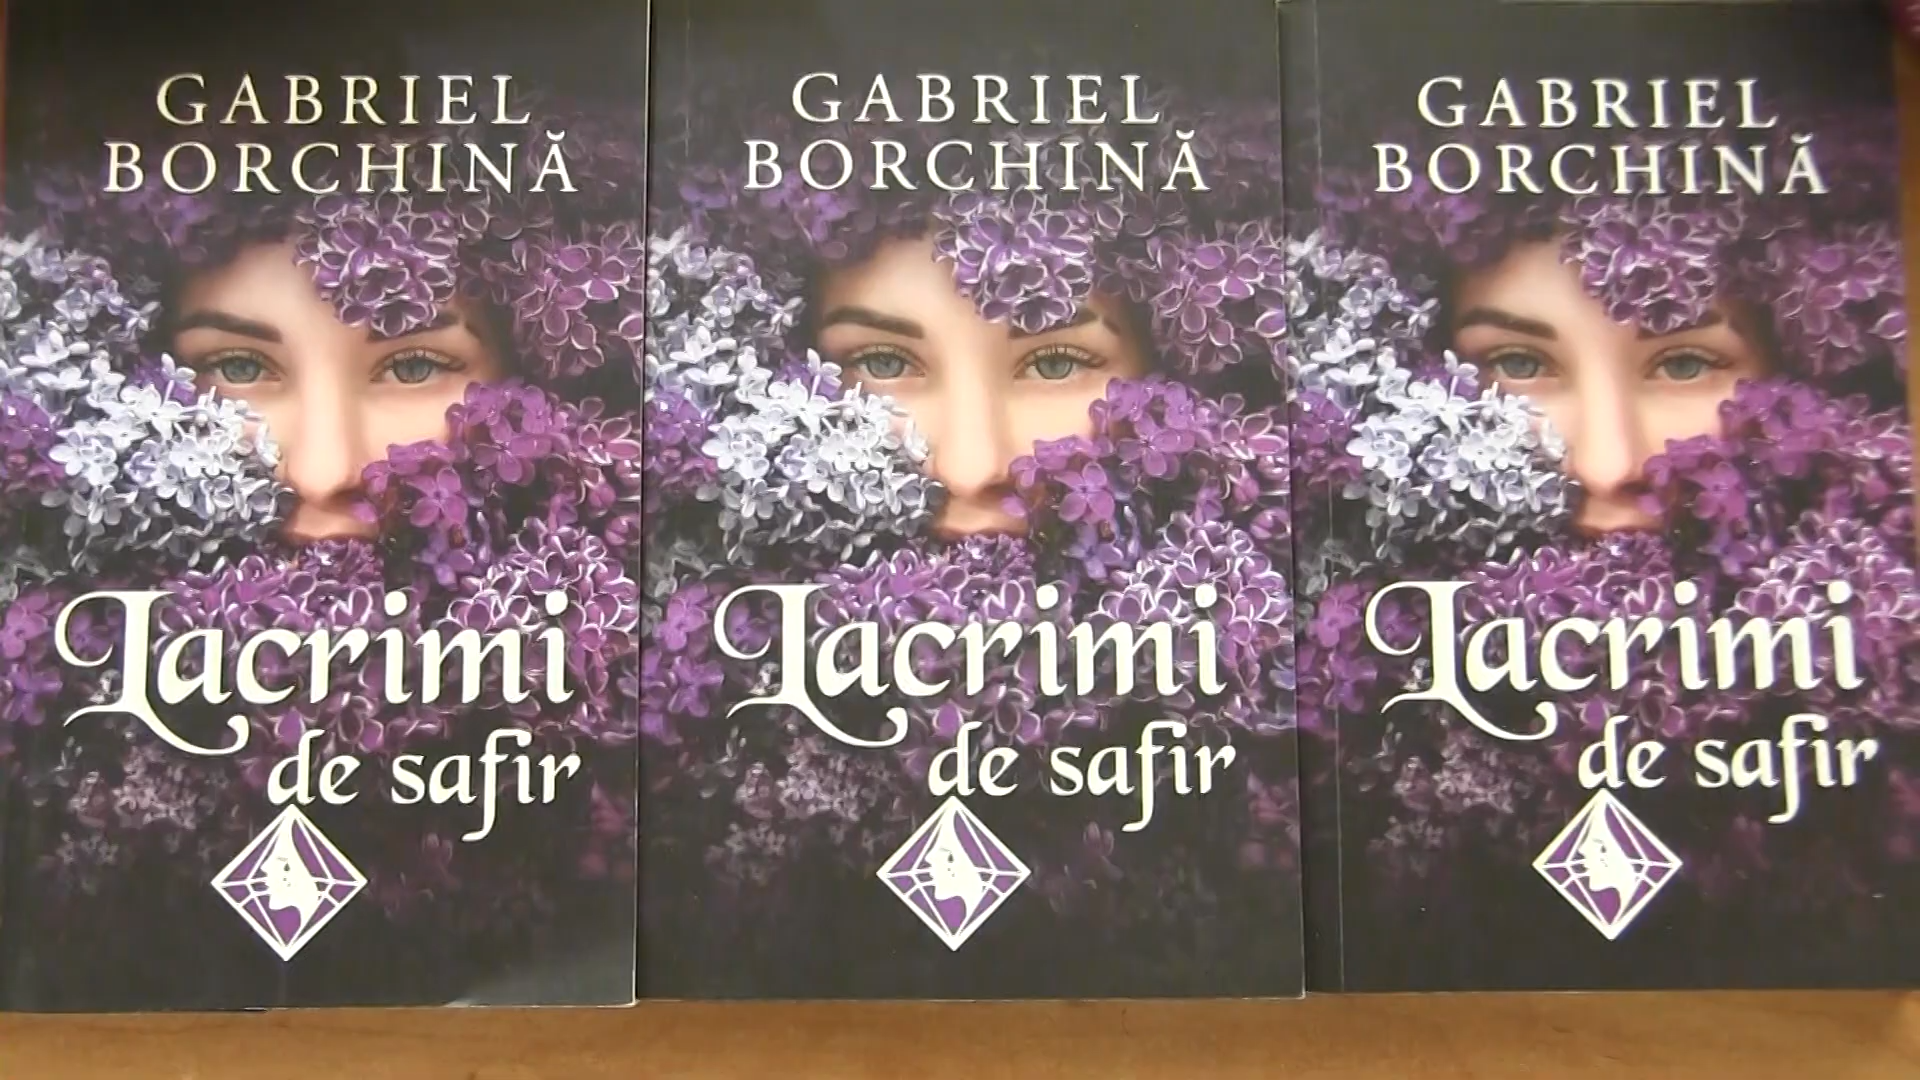 GABRIEL
BORCHINĂ
Lacrimi
de safir
GABRIEL
BORCHINĂ
Lacrimi
de safir
GABRIEL
BORCHINĂ
Lacrimi
de safir